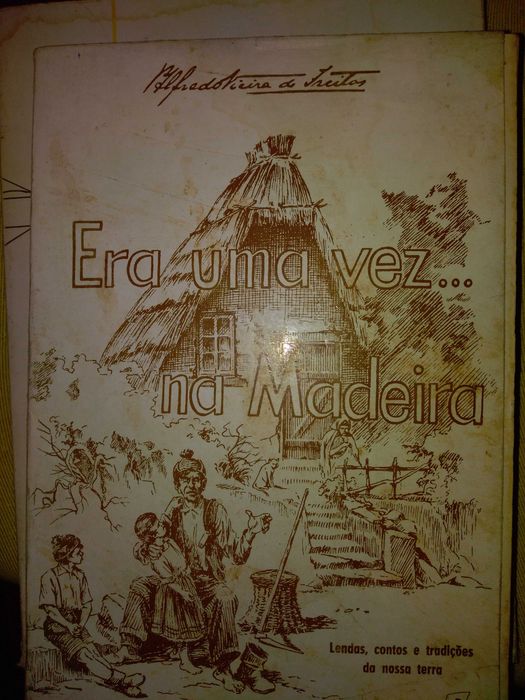 Alfredo Vieira de Freitas
Era uma vez...
na Madeira
Lendas, contos e tradições
da nossa terra